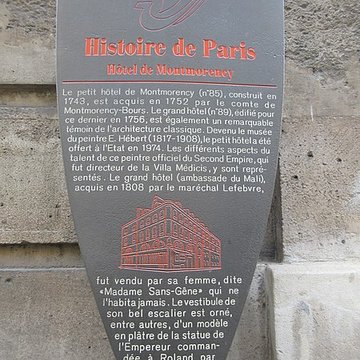 Histoire de Paris
Hôtel de Montmorency
Le petit hôtel de Montmorency (n°85), construit en
1743, est acquis en 1752 par le comte de
Montmorency-Bours. Le grand hôtel (n°89), édifié pour
ce dernier en 1756, est également un remarquable
témoin de l'architecture classique. Devenu le musée
du peintre E. Hébert (1817-1908), le petit hôtel a été
offert à l'Etat en 1974. Les différents aspects du
talent de ce peintre officiel du Second Empire, qui
fut directeur de la Villa Médicis, y sont repré-
sentés. Le grand hôtel (ambassade du Mali),
acquis en 1808 par le maréchal Lefebvre,
fut vendu par sa femme, dite
«Madame Sans-Gêne» qui ne
l'habita jamais. Le vestibule de
son bel escalier est orné,
entre autres, d'un modèle
en plâtre de la statue de
l'Empereur comman-
dée à Roland par